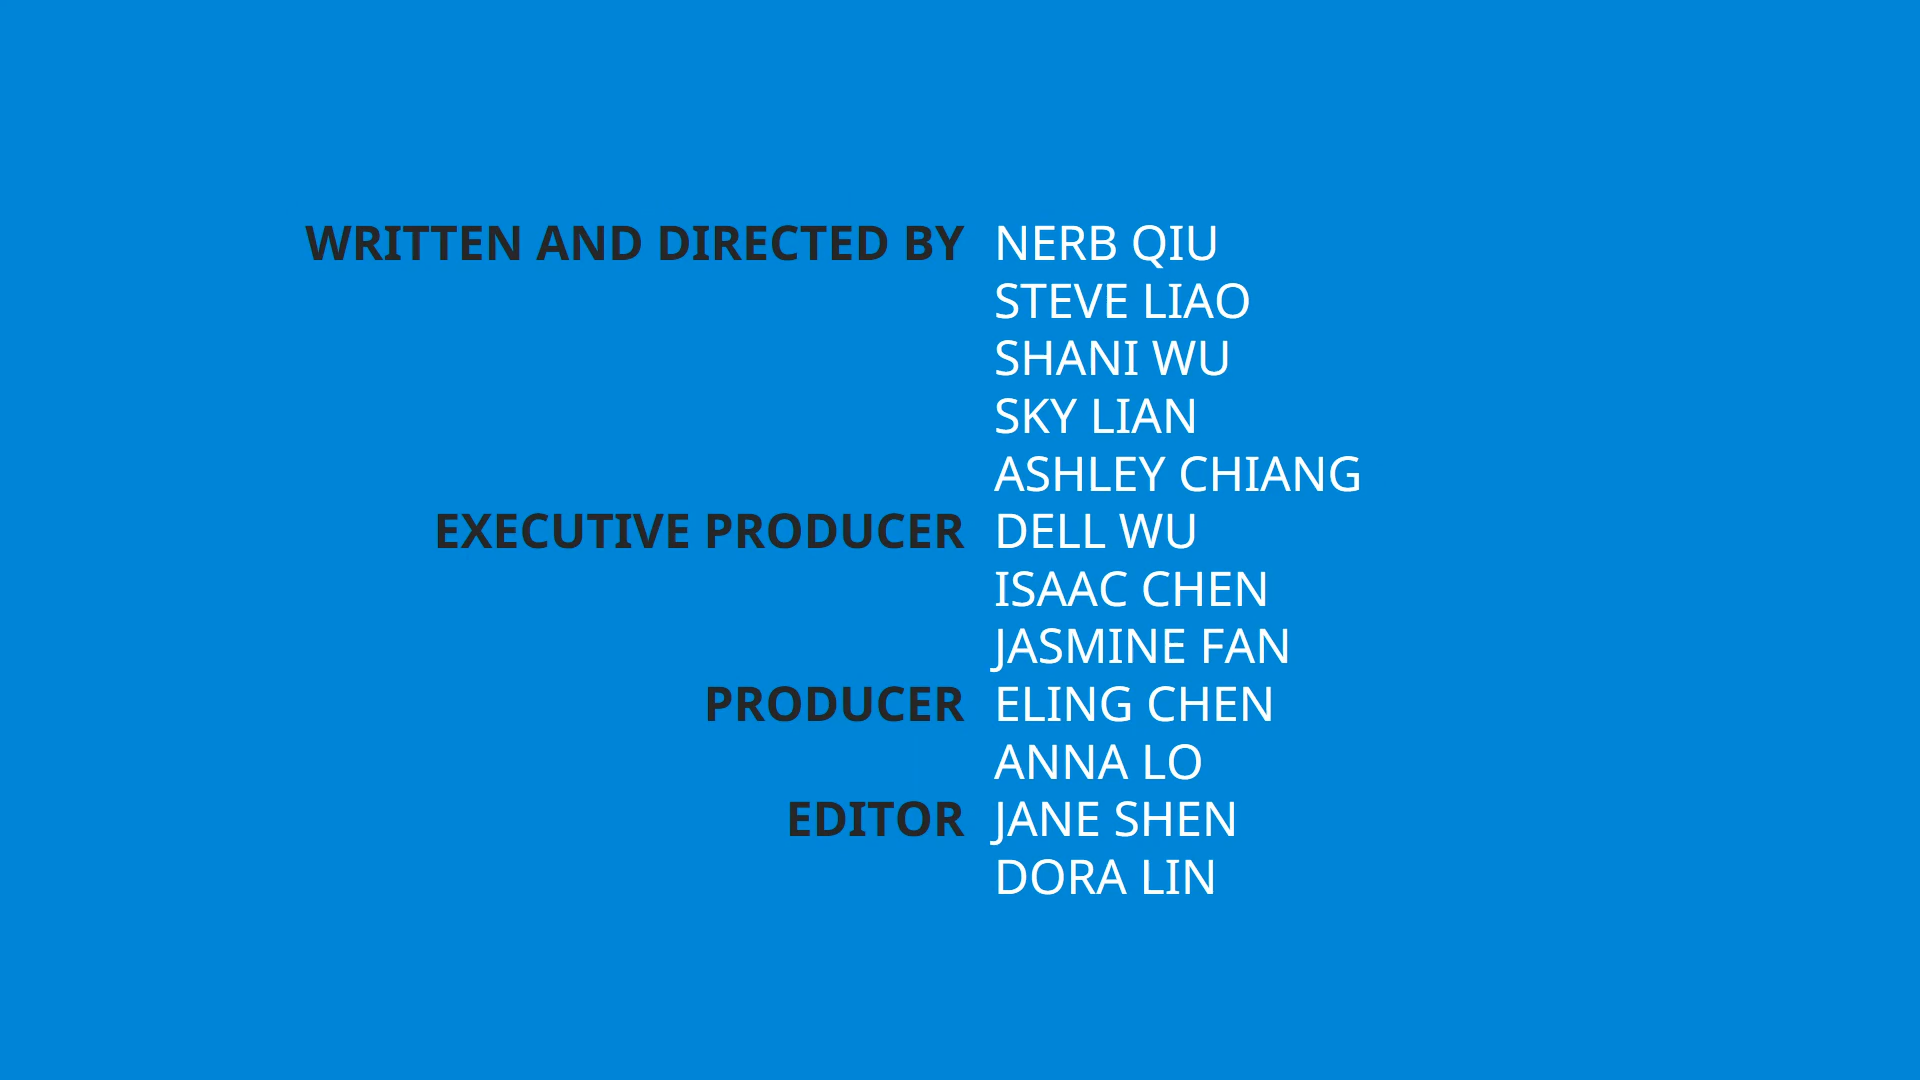 WRITTEN AND DIRECTED BY NERB QIU
STEVE LIAO
SHANI WU
SKY LIAN
ASHLEY CHIANG
EXECUTIVE PRODUCER DELL WU
ISAAC CHEN
JASMINE FAN
PRODUCER ELING CHEN
ANNA LO
EDITOR JANE SHEN
DORA LIN